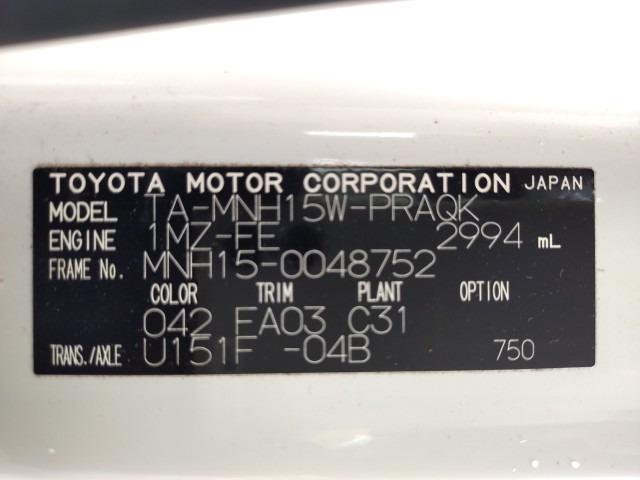 TOYOTA MOTOR CORPORATION JAPAN
MODEL TA-MNH15W-PRAQK
ENGINE 1MZ-FE 2994 mL
FRAME No. MNH15-0048752
COLOR TRIM PLANT OPTION
042 FA03 C31
TRANS./AXLE U151F -04B 750